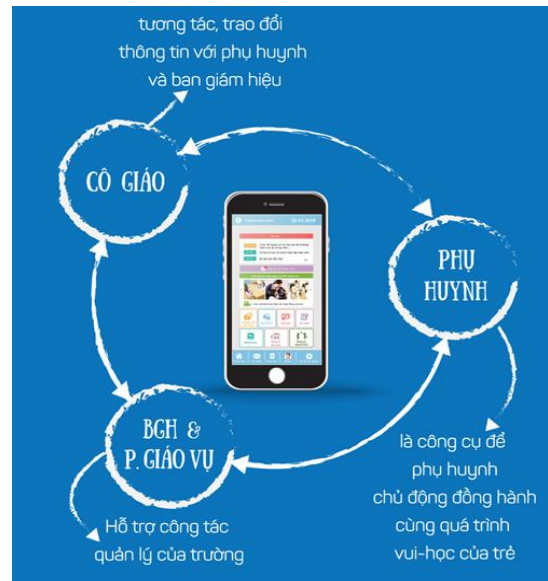 tương tác, trao đổi
thông tin với phụ huynh
và ban giám hiệu
CÔ GIÁO
PHỤ
HUYNH
BGH &
P. GIÁO VỤ
là công cụ để
phụ huynh
chủ động đồng hành
cùng quá trình
vui-học của trẻ
Hỗ trợ công tác
quản lý của trường